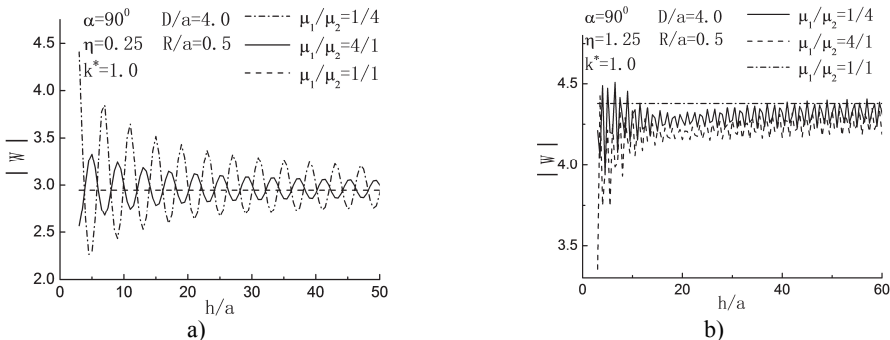 α=90⁰ D/a=4.0 μ₁/μ₂=1/4
η=0.25 R/a=0.5 μ₁/μ₂=4/1
k*=1.0 μ₁/μ₂=1/1
4.5
4.0
3.5
3.0
2.5
2.0
|W|
0 10 20 30 40 50
h/a
a)
α=90⁰ D/a=4.0 μ₁/μ₂=1/4
η=1.25 R/a=0.5 μ₁/μ₂=4/1
k*=1.0 μ₁/μ₂=1/1
4.5
4.0
3.5
|W|
0 20 40 60
h/a
b)